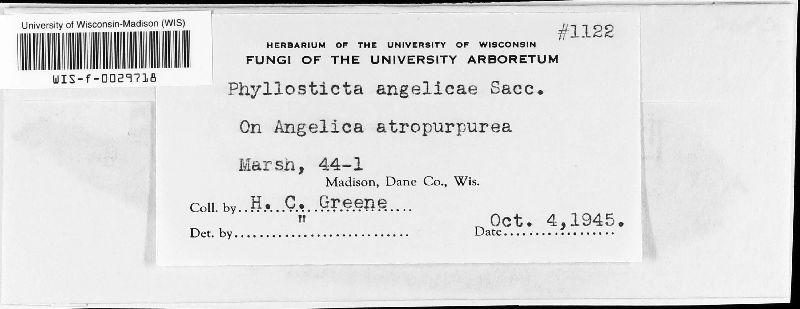 University of Wisconsin-Madison (WIS)
WIS-f-0029718
#1122
HERBARIUM OF THE UNIVERSITY OF WISCONSIN
FUNGI OF THE UNIVERSITY ARBORETUM
Phyllosticta angelicae Sacc.
On Angelica atropurpurea
Marsh, 44-1
Madison, Dane Co., Wis.
Coll. by H. C. Greene
Det. by "
Date Oct. 4, 1945.